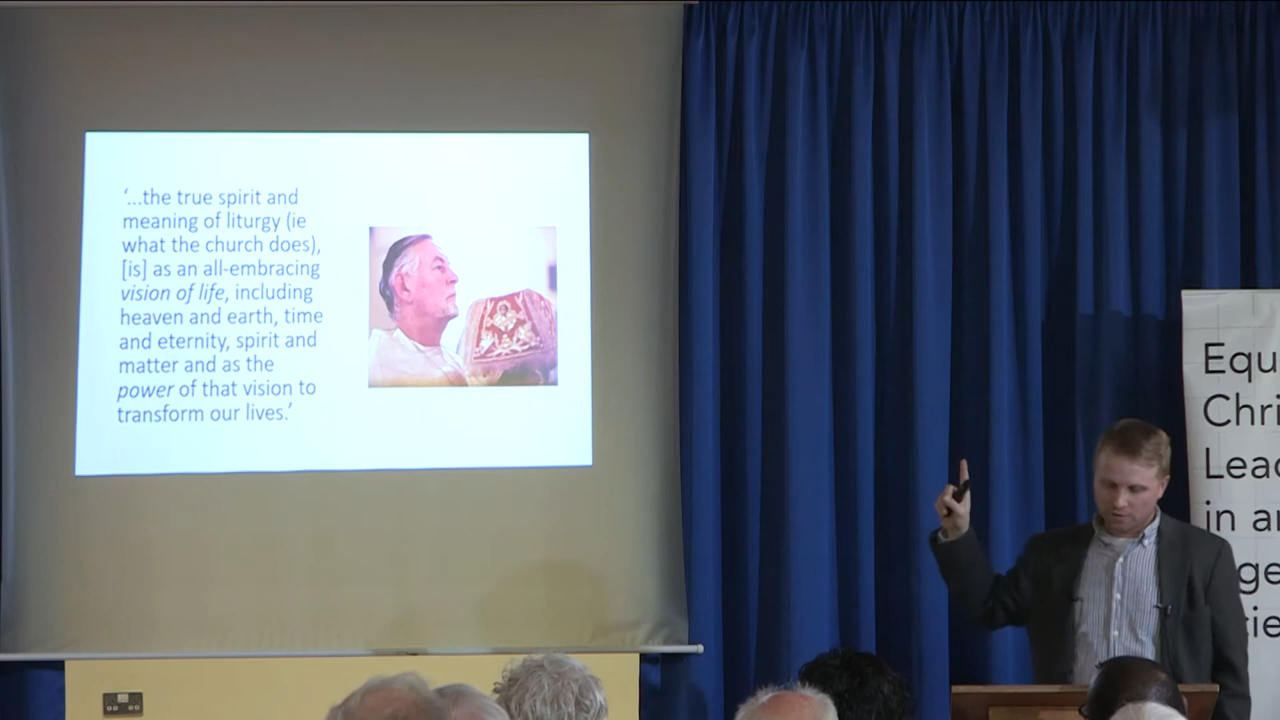 ‘...the true spirit and
meaning of liturgy (ie
what the church does),
[is] as an all-embracing
vision of life, including
heaven and earth, time
and eternity, spirit and
matter and as the
power of that vision to
transform our lives.’
Equ
Chri
Lead
in a
ge
cie